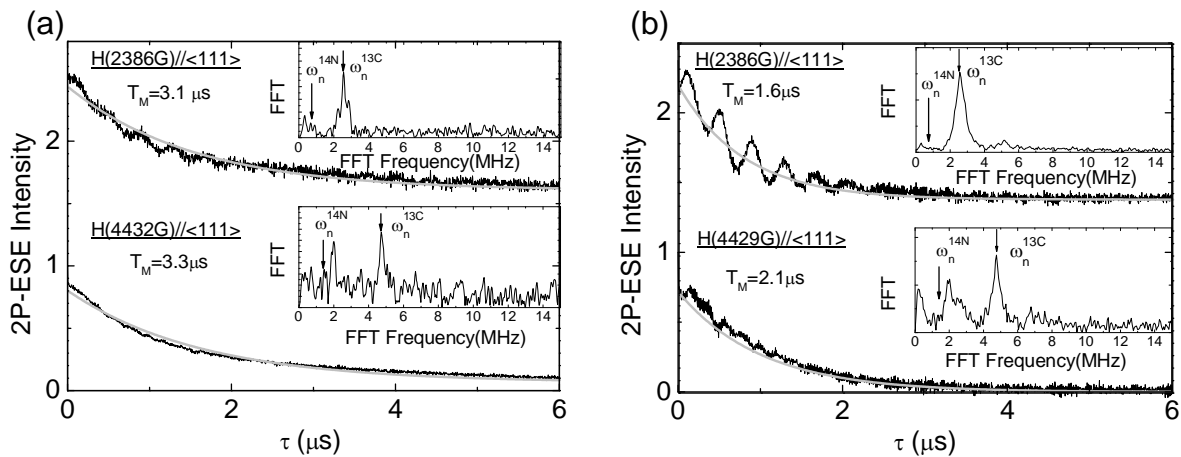 (a)
2P-ESE Intensity
2
1
0
H(2386G)//<111>
T_M=3.1 μs
FFT
ω_n^14N
ω_n^13C
0 2 4 6 8 10 12 14
FFT Frequency(MHz)
H(4432G)//<111>
T_M=3.3μs
FFT
ω_n^14N
ω_n^13C
0 2 4 6 8 10 12 14
FFT Frequency(MHz)
0 2 4 6
τ (μs)
(b)
2P-ESE Intensity
2
1
0
H(2386G)//<111>
T_M=1.6μs
FFT
ω_n^14N
ω_n^13C
0 2 4 6 8 10 12 14
FFT Frequency(MHz)
H(4429G)//<111>
T_M=2.1μs
FFT
ω_n^14N
ω_n^13C
0 2 4 6 8 10 12 14
FFT Frequency(MHz)
0 2 4 6
τ (μs)